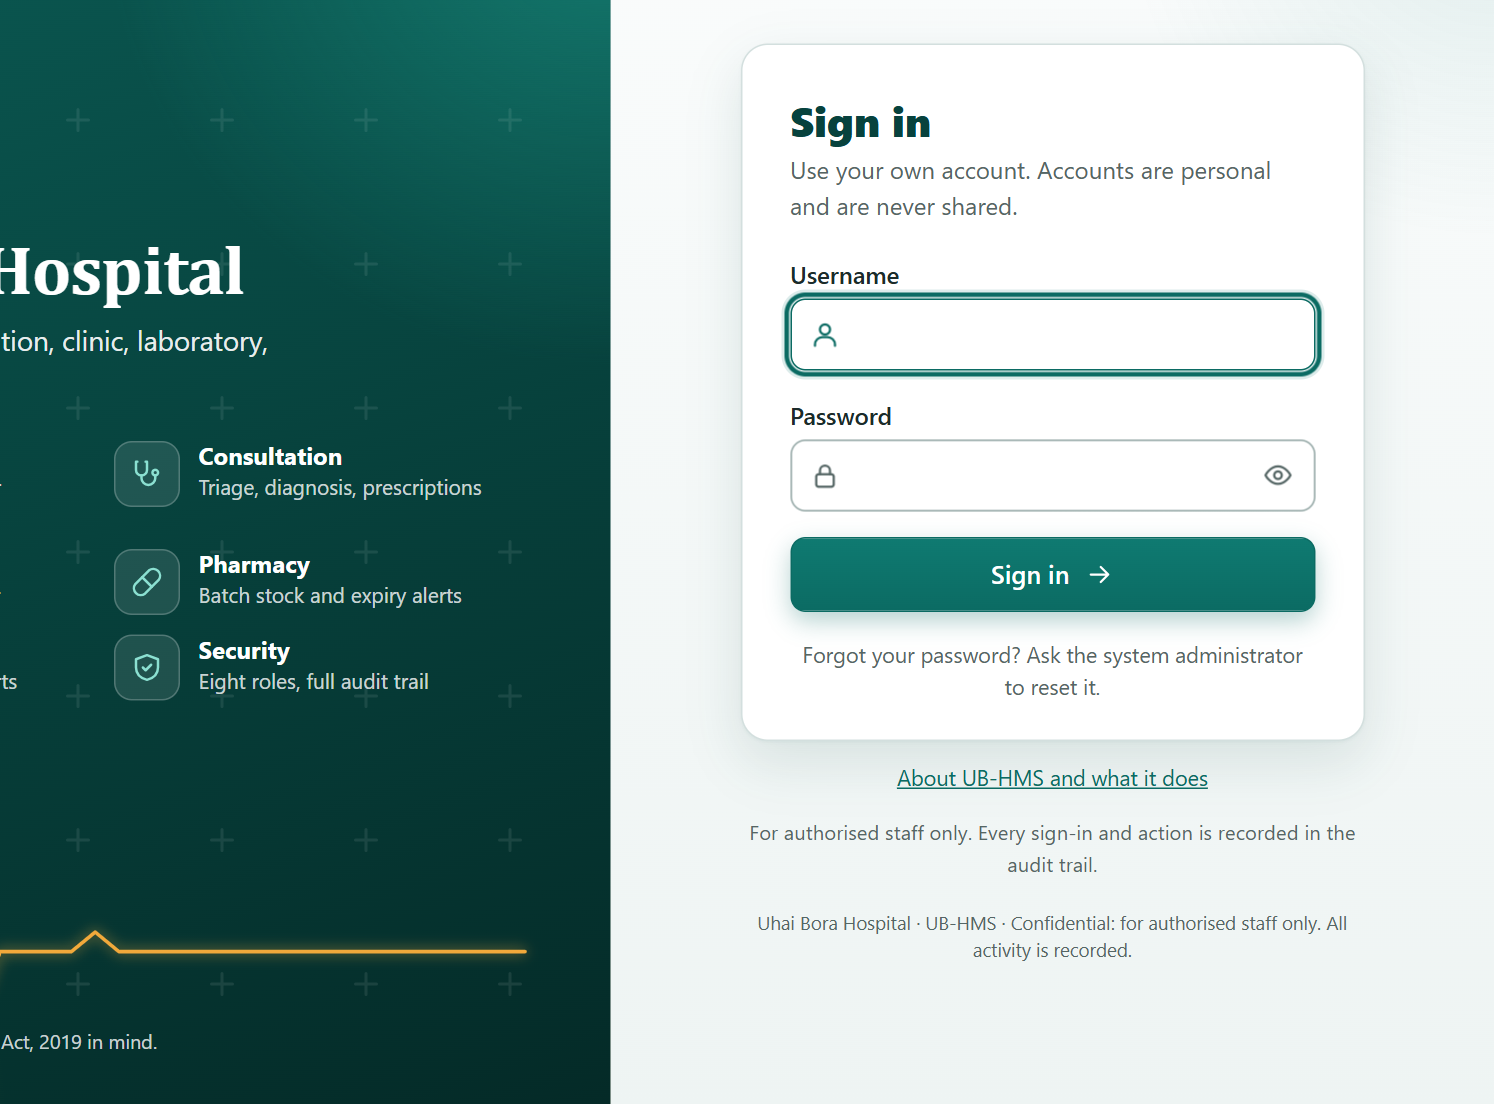 Hospital
tion, clinic, laboratory,
Consultation
Triage, diagnosis, prescriptions
Pharmacy
Batch stock and expiry alerts
Security
ts
Eight roles, full audit trail
Act, 2019 in mind.
Sign in
Use your own account. Accounts are personal
and are never shared.
Username
Password
Sign in
Forgot your password? Ask the system administrator
to reset it.
About UB-HMS and what it does
For authorised staff only. Every sign-in and action is recorded in the
audit trail.
Uhai Bora Hospital · UB-HMS · Confidential: for authorised staff only. All
activity is recorded.